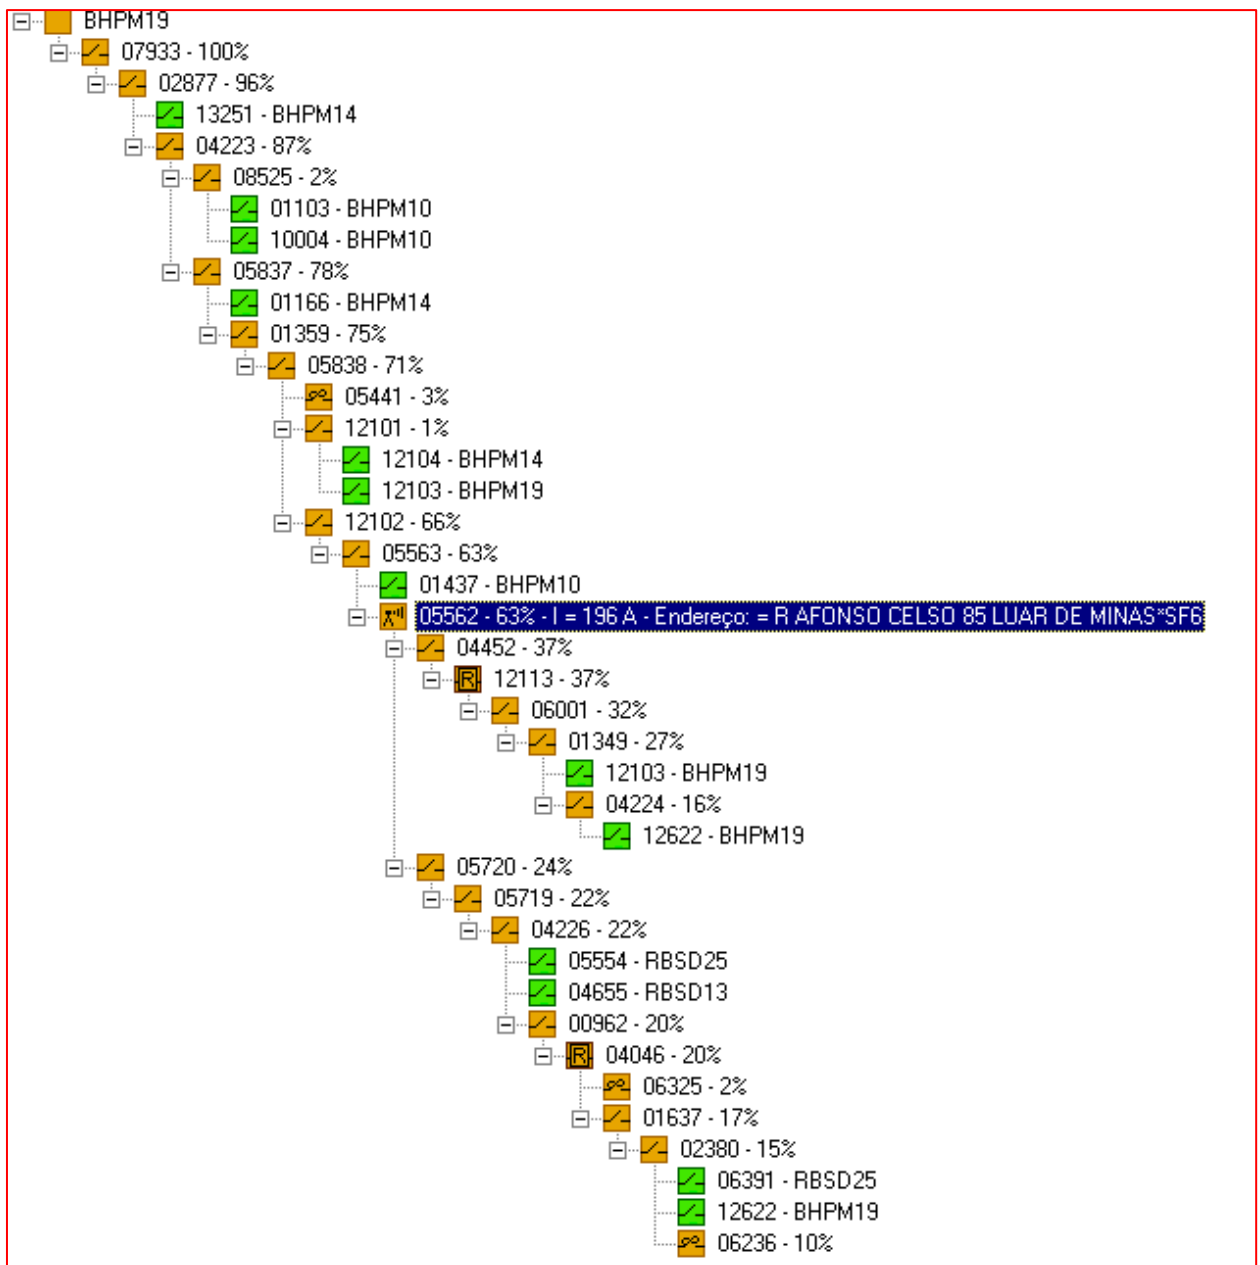 BHPM19
07933 - 100%
02877 - 96%
13251 - BHPM14
04223 - 87%
08525 - 2%
01103 - BHPM10
10004 - BHPM10
05837 - 78%
01166 - BHPM14
01359 - 75%
05838 - 71%
05441 - 3%
12101 - 1%
12104 - BHPM14
12103 - BHPM19
12102 - 66%
05563 - 63%
01437 - BHPM10
05562 - 63% - I = 196 A - Endereço: = R AFONSO CELSO 85 LUAR DE MINAS*SF6
04452 - 37%
R 12113 - 37%
06001 - 32%
01349 - 27%
12103 - BHPM19
04224 - 16%
12622 - BHPM19
05720 - 24%
05719 - 22%
04226 - 22%
05554 - RBSD25
04655 - RBSD13
00962 - 20%
R 04046 - 20%
06325 - 2%
01637 - 17%
02380 - 15%
06391 - RBSD25
12622 - BHPM19
06236 - 10%